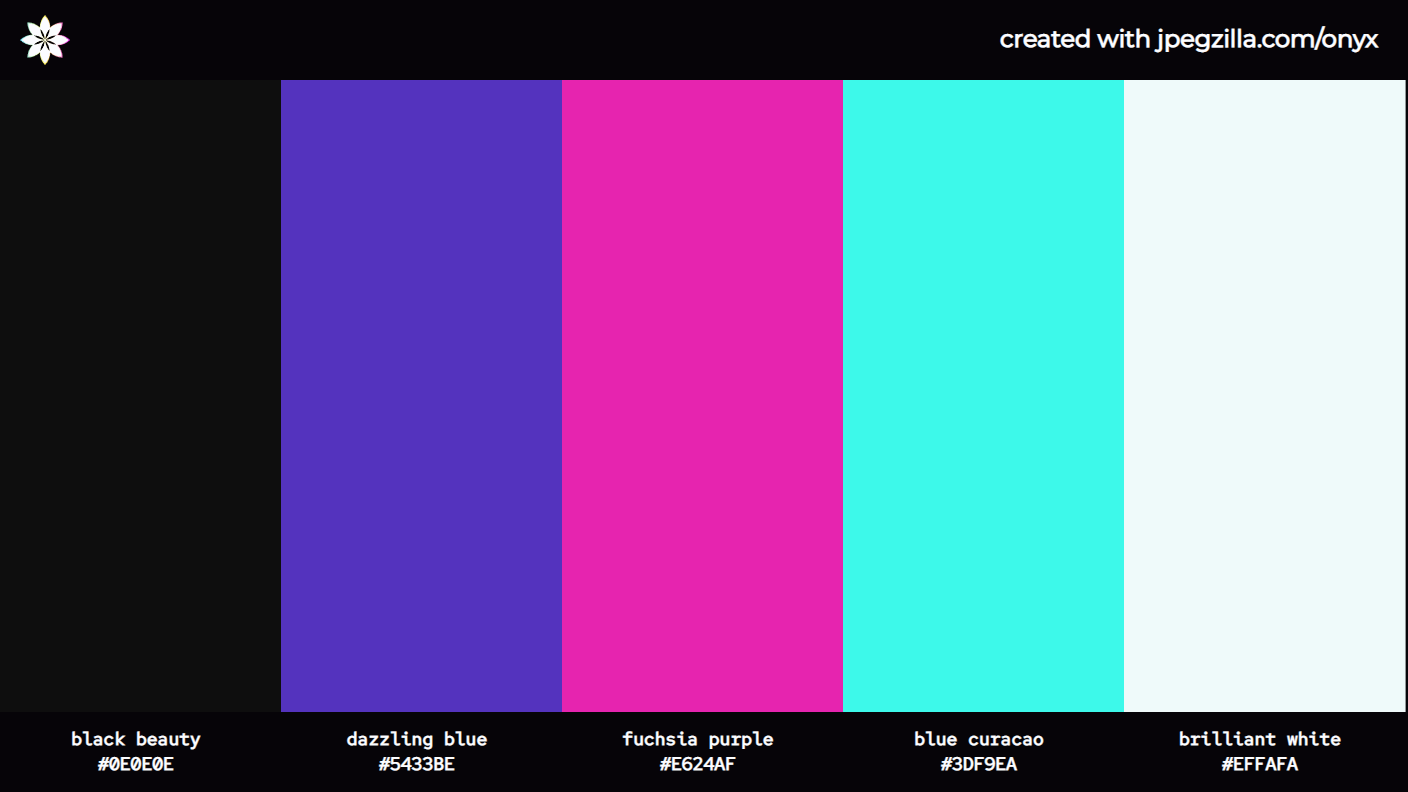 created with jpegzilla.com/onyx
black beauty
#0E0E0E
dazzling blue
#5433BE
fuchsia purple
#E624AF
blue curacao
#3DF9EA
brilliant white
#EFFAFA